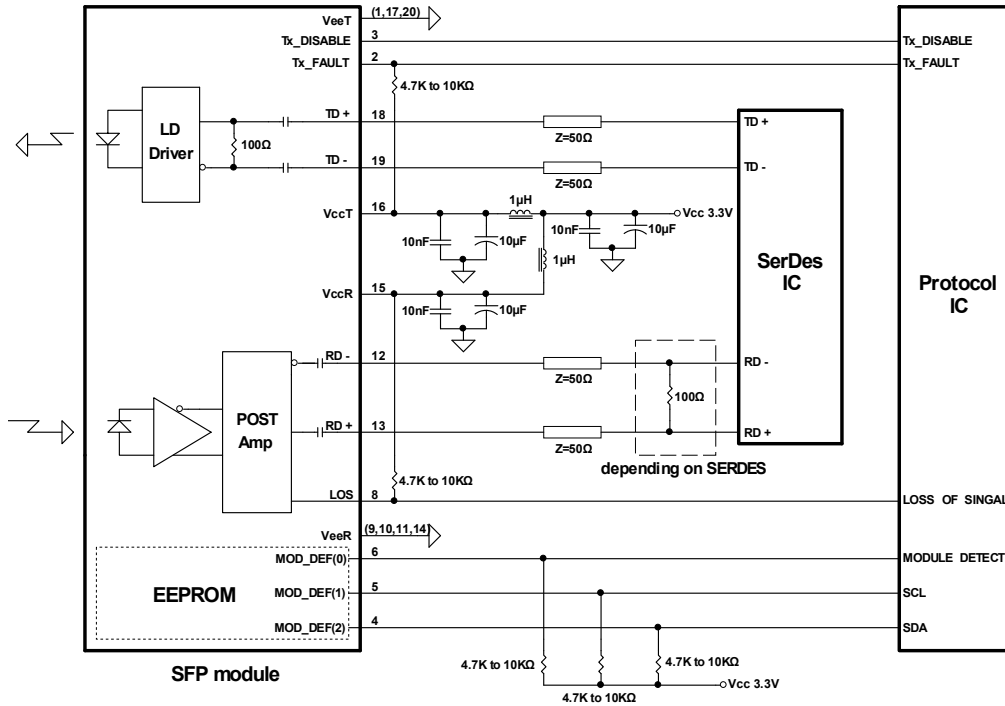 VeeT (1,17,20)
Tx_DISABLE 3 Tx_DISABLE
Tx_FAULT 2 Tx_FAULT
4.7K to 10KΩ
LD
Driver
100Ω
TD + 18 Z=50Ω TD +
TD - 19 Z=50Ω TD -
VccT 16 1µH Vcc 3.3V
10nF 10µF 10nF 10µF
1µH
SerDes
IC
Protocol
IC
VccR 15
10nF 10µF
RD - 12 Z=50Ω RD -
POST
Amp
100Ω
RD + 13 Z=50Ω RD +
depending on SERDES
4.7K to 10KΩ
LOS 8 LOSS OF SINGAL
VeeR (9,10,11,14)
EEPROM
MOD_DEF(0) 6 MODULE DETECT
MOD_DEF(1) 5 SCL
MOD_DEF(2) 4 SDA
4.7K to 10KΩ 4.7K to 10KΩ
4.7K to 10KΩ
Vcc 3.3V
SFP module